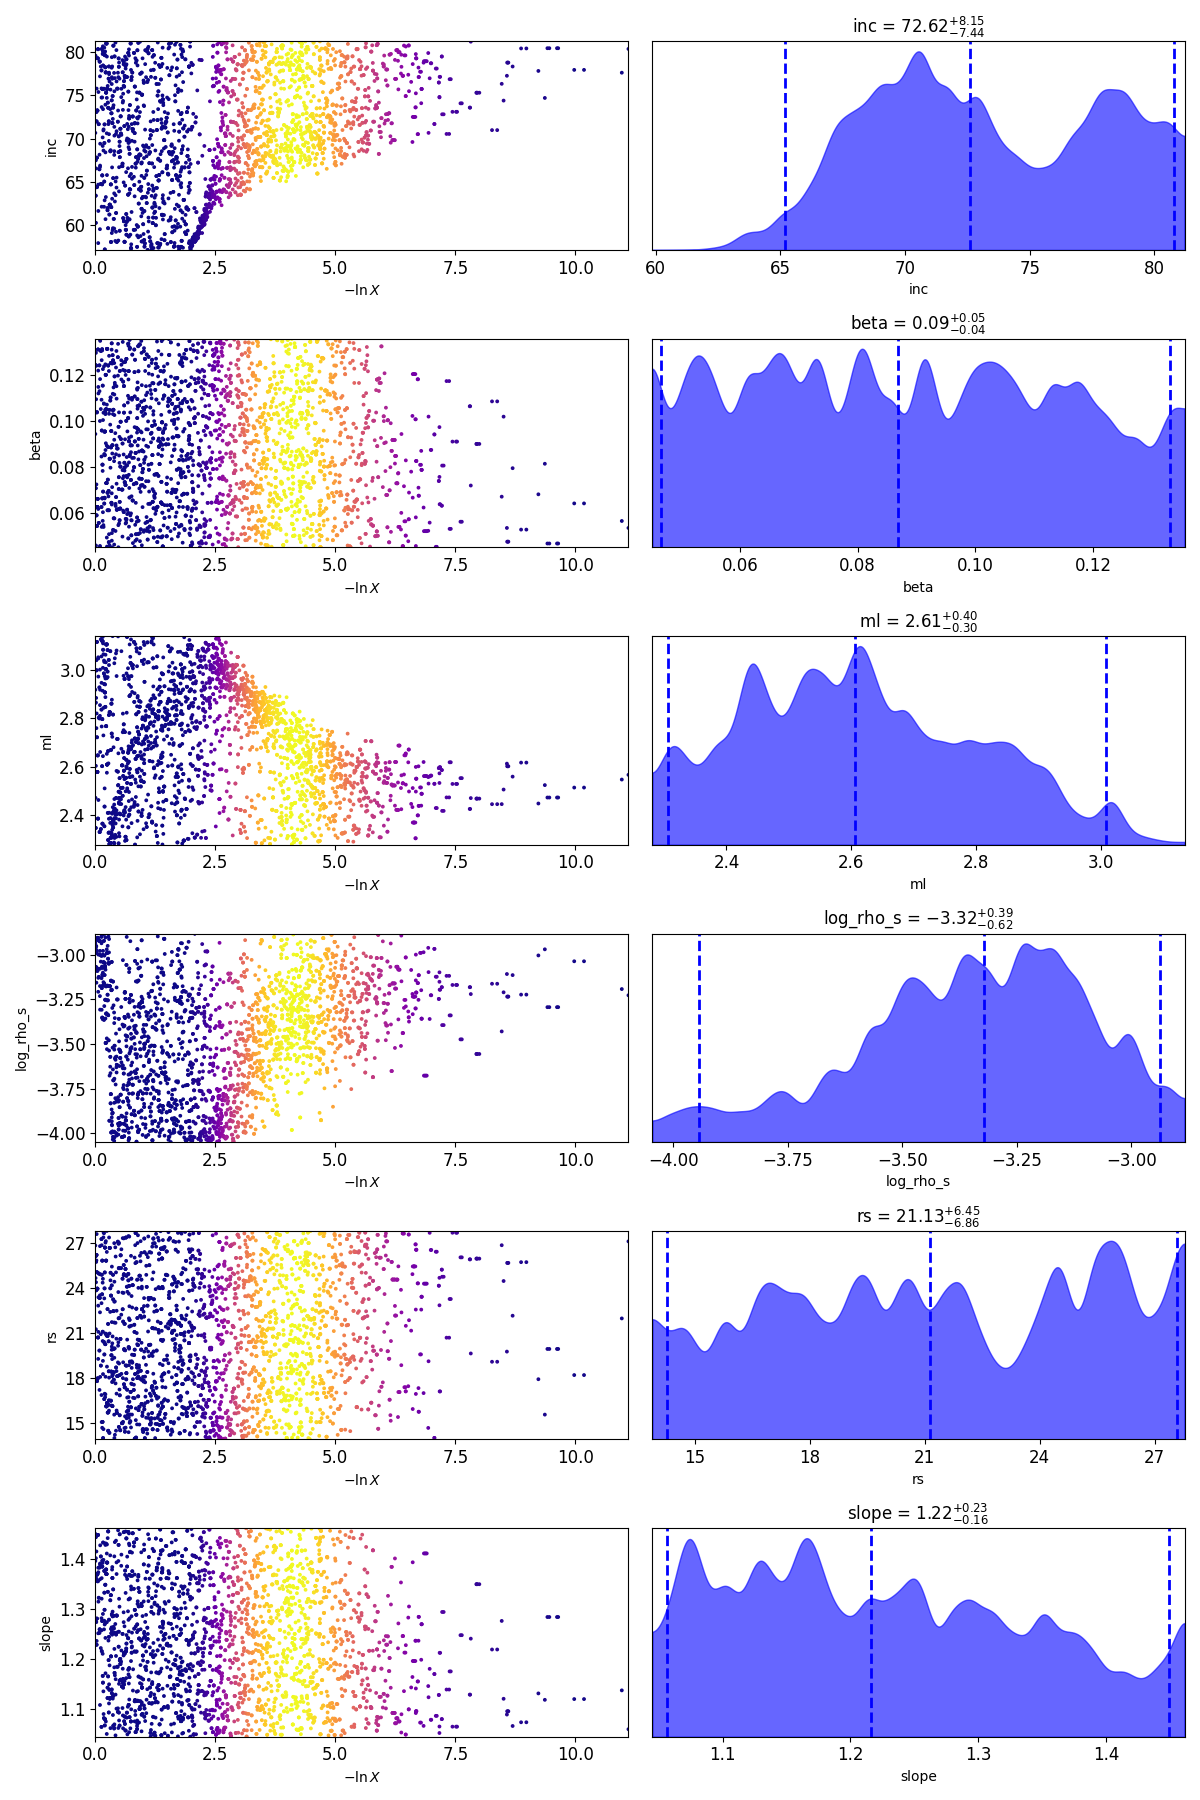 inc = 72.62+8.15−7.44
80
75
70
65
60
inc
0.0 2.5 5.0 7.5 10.0
−ln X
60 65 70 75 80
inc
beta = 0.09+0.05−0.04
0.12
0.10
0.08
0.06
beta
0.0 2.5 5.0 7.5 10.0
−ln X
0.06 0.08 0.10 0.12
beta
ml = 2.61+0.40−0.30
3.0
2.8
2.6
2.4
ml
0.0 2.5 5.0 7.5 10.0
−ln X
2.4 2.6 2.8 3.0
ml
log_rho_s = −3.32+0.39−0.62
−3.00
−3.25
−3.50
−3.75
−4.00
log_rho_s
0.0 2.5 5.0 7.5 10.0
−ln X
−4.00 −3.75 −3.50 −3.25 −3.00
log_rho_s
rs = 21.13+6.45−6.86
27
24
21
18
15
rs
0.0 2.5 5.0 7.5 10.0
−ln X
15 18 21 24 27
rs
slope = 1.22+0.23−0.16
1.4
1.3
1.2
1.1
slope
0.0 2.5 5.0 7.5 10.0
−ln X
1.1 1.2 1.3 1.4
slope